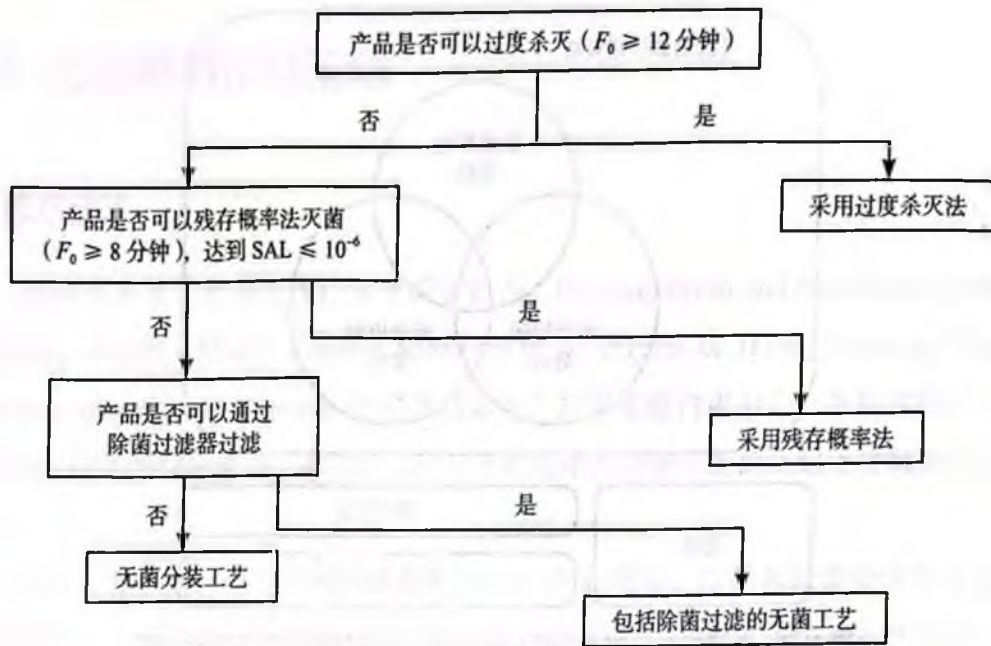 产品是否可以过度杀灭（F₀ ≥ 12 分钟）
否
是
产品是否可以残存概率法灭菌
（F₀ ≥ 8 分钟），达到 SAL ≤ 10⁻⁶
采用过度杀灭法
否
是
产品是否可以通过
除菌过滤器过滤
采用残存概率法
否
是
无菌分装工艺
包括除菌过滤的无菌工艺